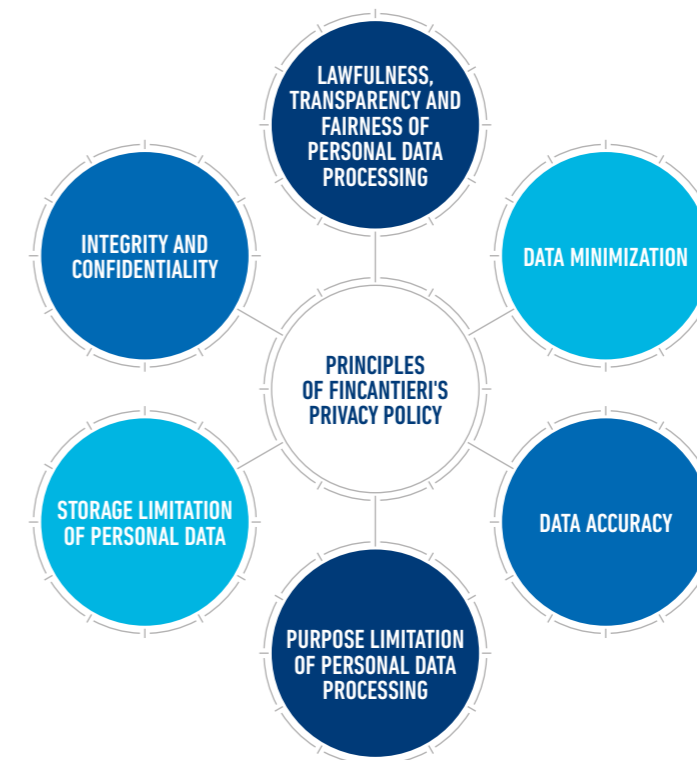 LAWFULNESS,
TRANSPARENCY AND
FAIRNESS OF
PERSONAL DATA
PROCESSING
INTEGRITY AND
CONFIDENTIALITY
DATA MINIMIZATION
PRINCIPLES
OF FINCANTIERI'S
PRIVACY POLICY
STORAGE LIMITATION
OF PERSONAL DATA
DATA ACCURACY
PURPOSE LIMITATION
OF PERSONAL DATA
PROCESSING